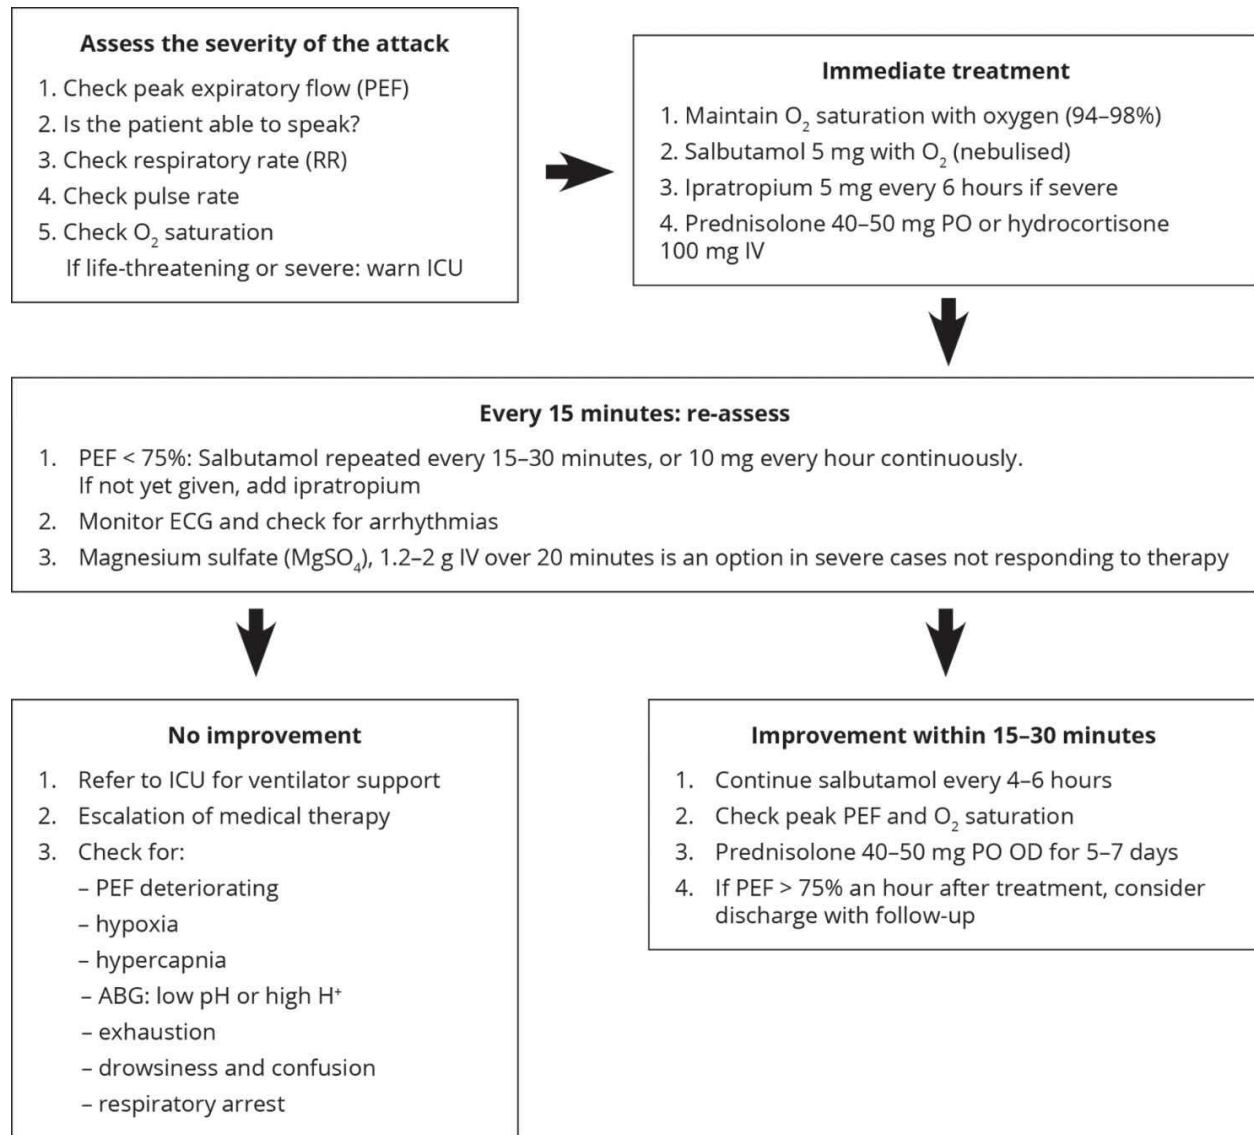 Assess the severity of the attack
1. Check peak expiratory flow (PEF)
2. Is the patient able to speak?
3. Check respiratory rate (RR)
4. Check pulse rate
5. Check O₂ saturation
If life-threatening or severe: warn ICU
Immediate treatment
1. Maintain O₂ saturation with oxygen (94–98%)
2. Salbutamol 5 mg with O₂ (nebulised)
3. Ipratropium 5 mg every 6 hours if severe
4. Prednisolone 40–50 mg PO or hydrocortisone
100 mg IV
Every 15 minutes: re-assess
1. PEF < 75%: Salbutamol repeated every 15–30 minutes, or 10 mg every hour continuously.
If not yet given, add ipratropium
2. Monitor ECG and check for arrhythmias
3. Magnesium sulfate (MgSO₄), 1.2–2 g IV over 20 minutes is an option in severe cases not responding to therapy
No improvement
1. Refer to ICU for ventilator support
2. Escalation of medical therapy
3. Check for:
– PEF deteriorating
– hypoxia
– hypercapnia
– ABG: low pH or high H⁺
– exhaustion
– drowsiness and confusion
– respiratory arrest
Improvement within 15–30 minutes
1. Continue salbutamol every 4–6 hours
2. Check peak PEF and O₂ saturation
3. Prednisolone 40–50 mg PO OD for 5–7 days
4. If PEF > 75% an hour after treatment, consider
discharge with follow-up